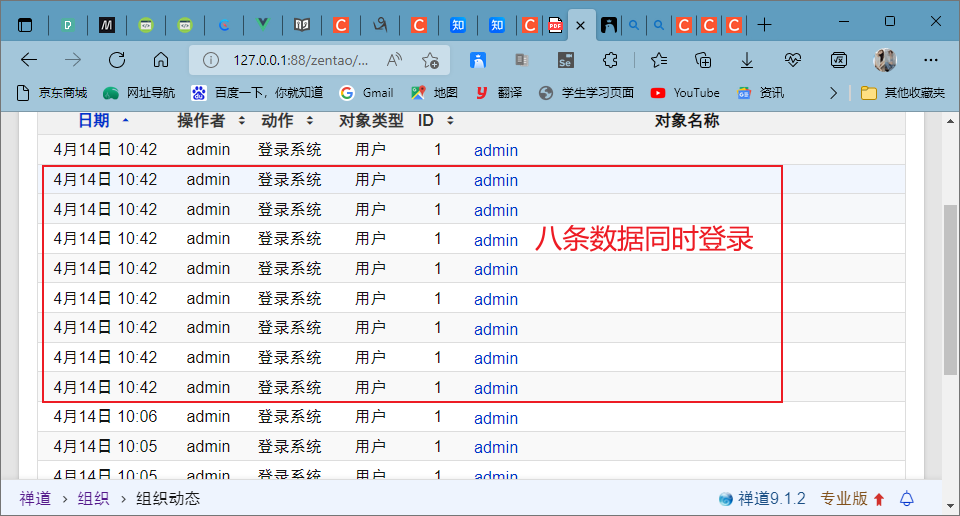 127.0.0.1:88/zentao/...
京东商城 网址导航 百度一下，你就知道 Gmail 地图 翻译 学生学习页面 YouTube 资讯 其他收藏夹
日期 操作者 动作 对象类型 ID 对象名称
4月14日 10:42 admin 登录系统 用户 1 admin
4月14日 10:42 admin 登录系统 用户 1 admin
4月14日 10:42 admin 登录系统 用户 1 admin
4月14日 10:42 admin 登录系统 用户 1 admin 八条数据同时登录
4月14日 10:42 admin 登录系统 用户 1 admin
4月14日 10:42 admin 登录系统 用户 1 admin
4月14日 10:42 admin 登录系统 用户 1 admin
4月14日 10:42 admin 登录系统 用户 1 admin
4月14日 10:42 admin 登录系统 用户 1 admin
4月14日 10:06 admin 登录系统 用户 1 admin
4月14日 10:05 admin 登录系统 用户 1 admin
4月14日 10:05 admin 登录系统 用户 1 admin
禅道 > 组织 > 组织动态 禅道9.1.2 专业版